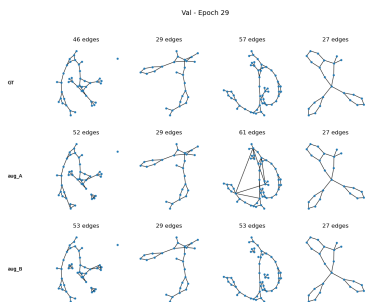 Val - Epoch 29
46 edges 29 edges 57 edges 27 edges
GT
52 edges 29 edges 61 edges 27 edges
aug_A
53 edges 29 edges 53 edges 27 edges
aug_B